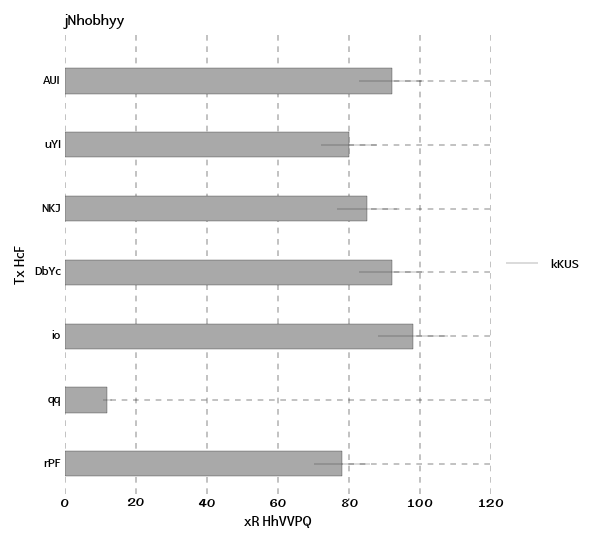 jNhobhyy
AUI
uYI
NKJ
DbYc
io
qq
rPF
Tx HcF
0 20 40 60 80 100 120
xR HhVVPQ
kKUS